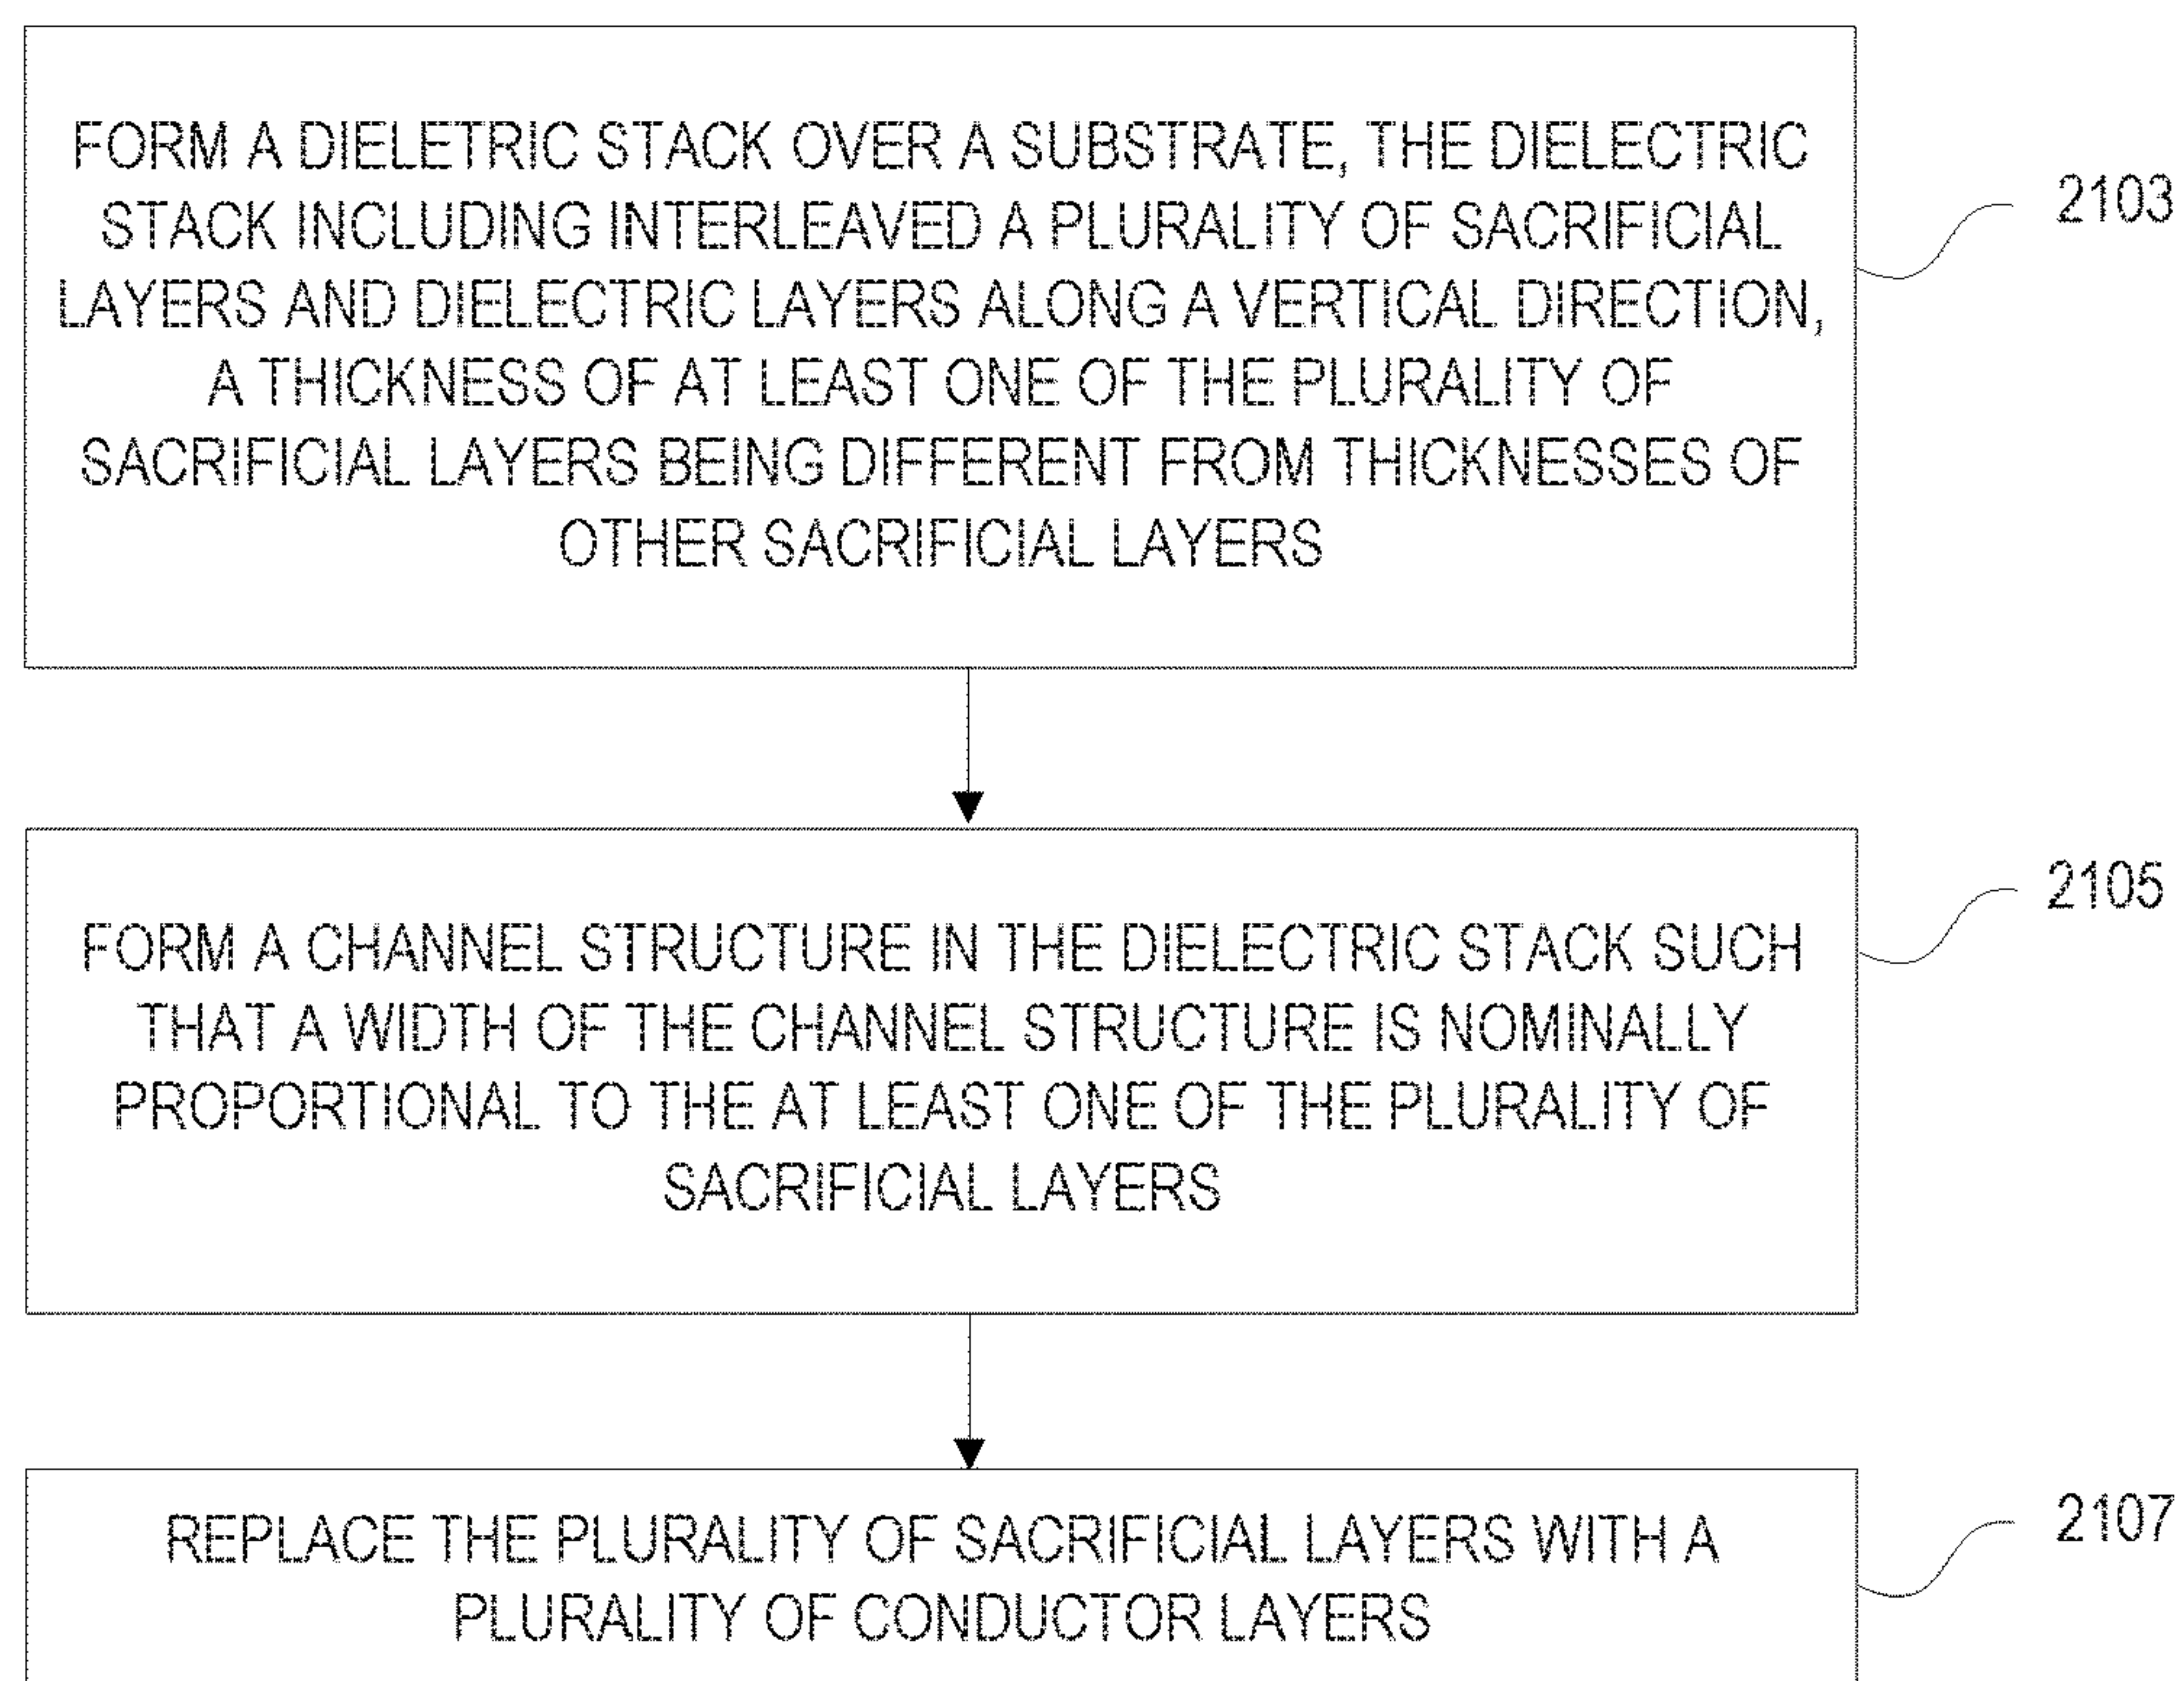 FORM A DIELETRIC STACK OVER A SUBSTRATE, THE DIELECTRIC
STACK INCLUDING INTERLEAVED A PLURALITY OF SACRIFICIAL
LAYERS AND DIELECTRIC LAYERS ALONG A VERTICAL DIRECTION,
A THICKNESS OF AT LEAST ONE OF THE PLURALITY OF
SACRIFICIAL LAYERS BEING DIFFERENT FROM THICKNESSES OF
OTHER SACRIFICIAL LAYERS
2103
FORM A CHANNEL STRUCTURE IN THE DIELECTRIC STACK SUCH
THAT A WIDTH OF THE CHANNEL STRUCTURE IS NOMINALLY
PROPORTIONAL TO THE AT LEAST ONE OF THE PLURALITY OF
SACRIFICIAL LAYERS
2105
REPLACE THE PLURALITY OF SACRIFICIAL LAYERS WITH A
PLURALITY OF CONDUCTOR LAYERS
2107